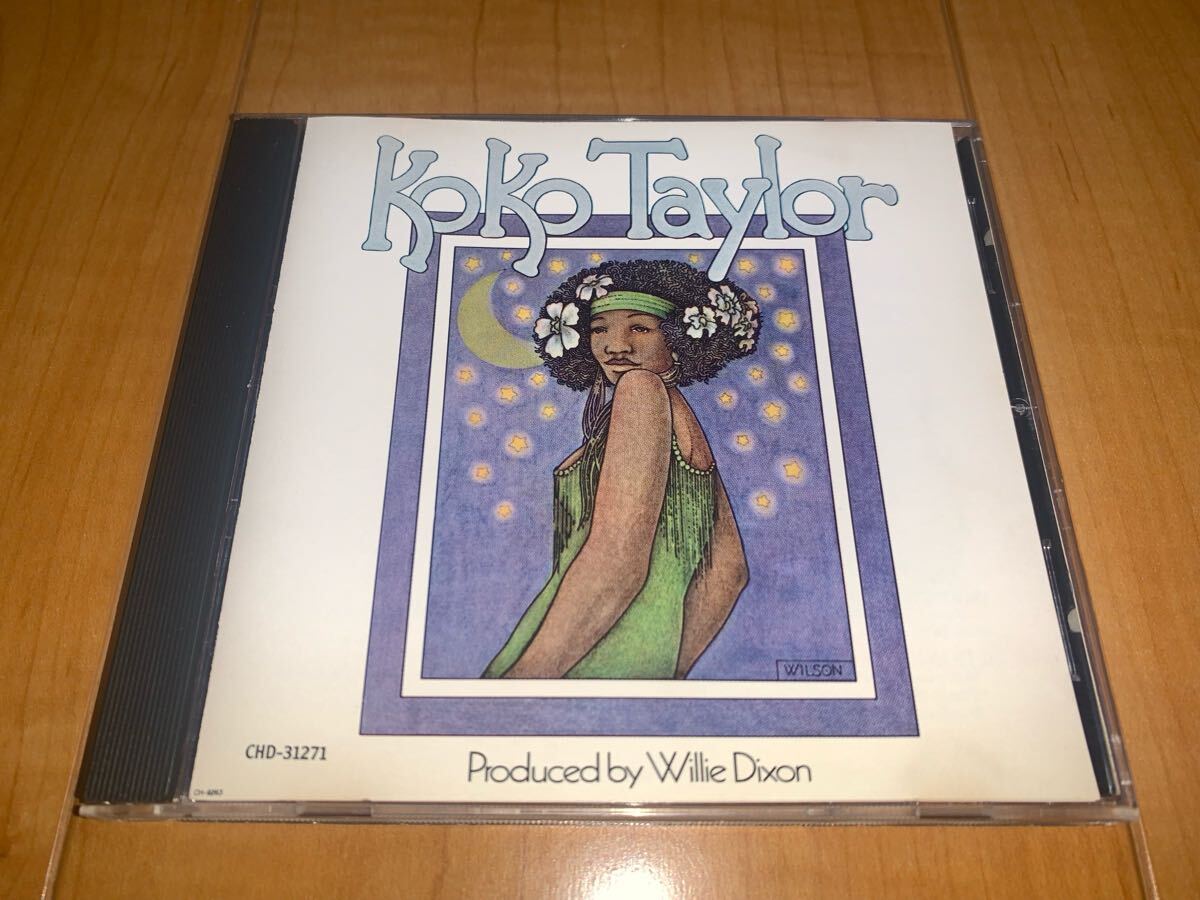 Koko Taylor
WILSON
CHD-31271
Produced by Willie Dixon